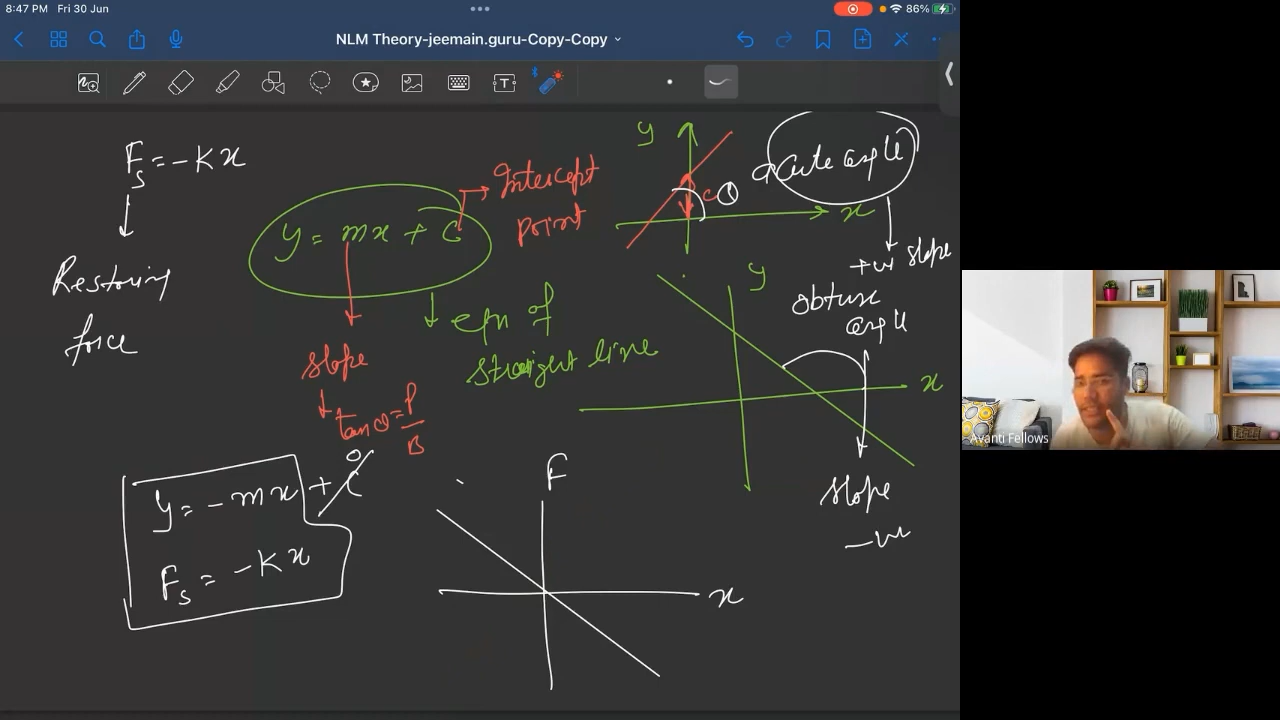 8:47 PM Fri 30 Jun
86%
NLM Theory-jeemain.guru-Copy-Copy
T
Fs = -Kx
Restoring
force
y = mx + C
Intercept
point
slope
tanθ = P/B
eqn of
straight line
y
x
C
θ
acute angle
+ve slope
y
x
obtuse
angle
slope
-ve
y = -mx + C
0
Fs = -Kx
F
x
Avanti Fellows